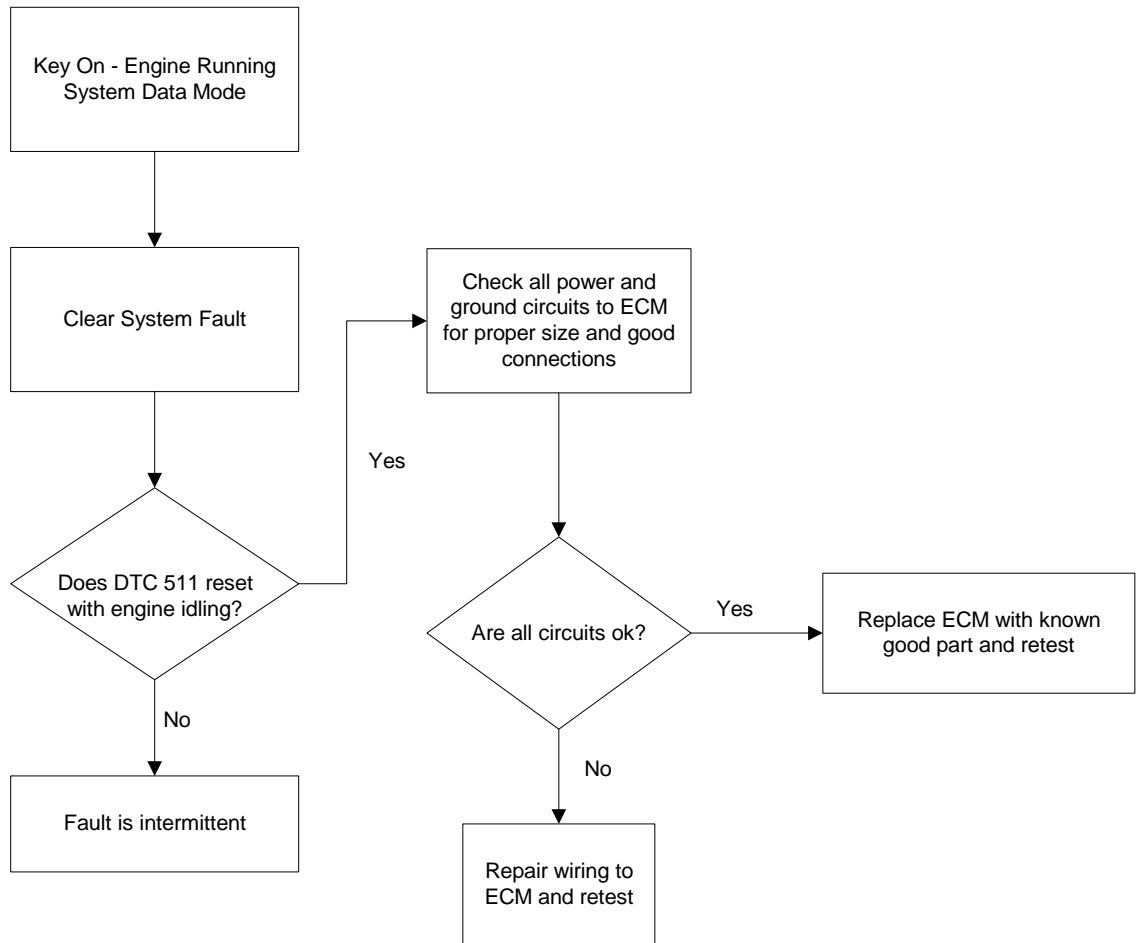 Key On - Engine Running
System Data Mode
Clear System Fault
Does DTC 511 reset
with engine idling?
No
Fault is intermittent
Yes
Check all power and
ground circuits to ECM
for proper size and good
connections
Are all circuits ok?
Yes
Replace ECM with known
good part and retest
No
Repair wiring to
ECM and retest